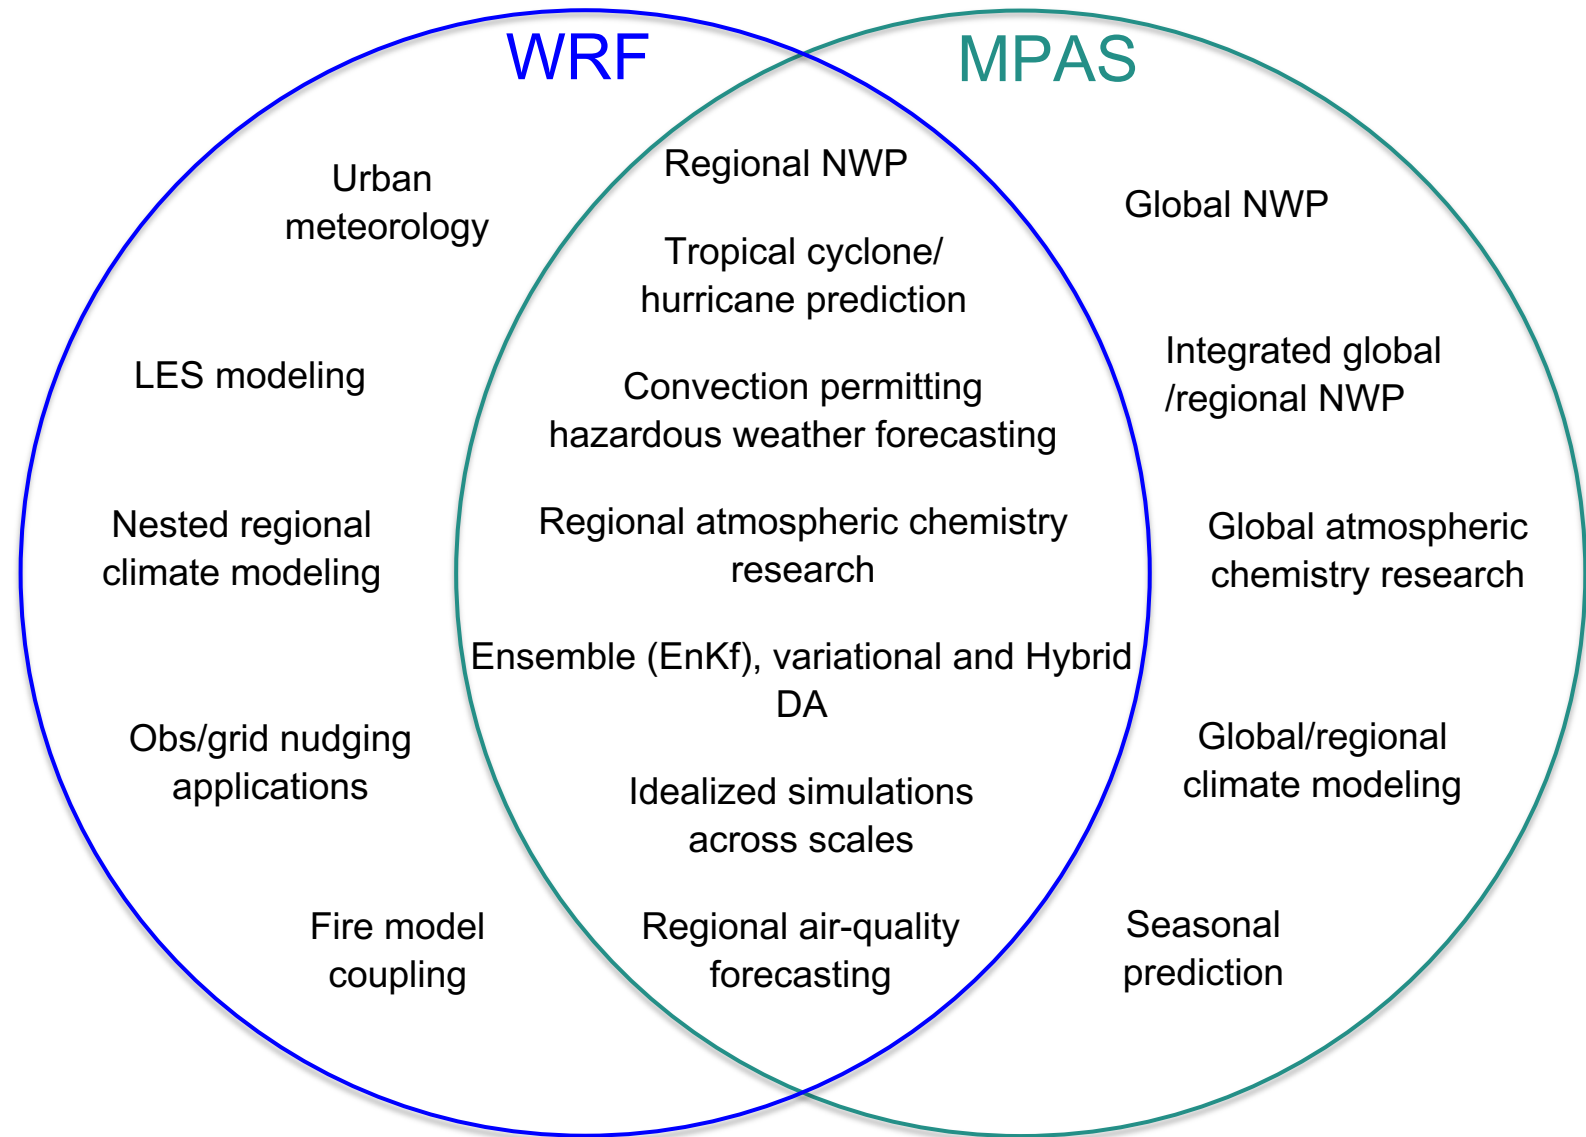 WRF
MPAS
Urban
meteorology
LES modeling
Nested regional
climate modeling
Obs/grid nudging
applications
Fire model
coupling
Regional NWP
Tropical cyclone/
hurricane prediction
Convection permitting
hazardous weather forecasting
Regional atmospheric chemistry
research
Ensemble (EnKf), variational and Hybrid
DA
Idealized simulations
across scales
Regional air-quality
forecasting
Global NWP
Integrated global
/regional NWP
Global atmospheric
chemistry research
Global/regional
climate modeling
Seasonal
prediction